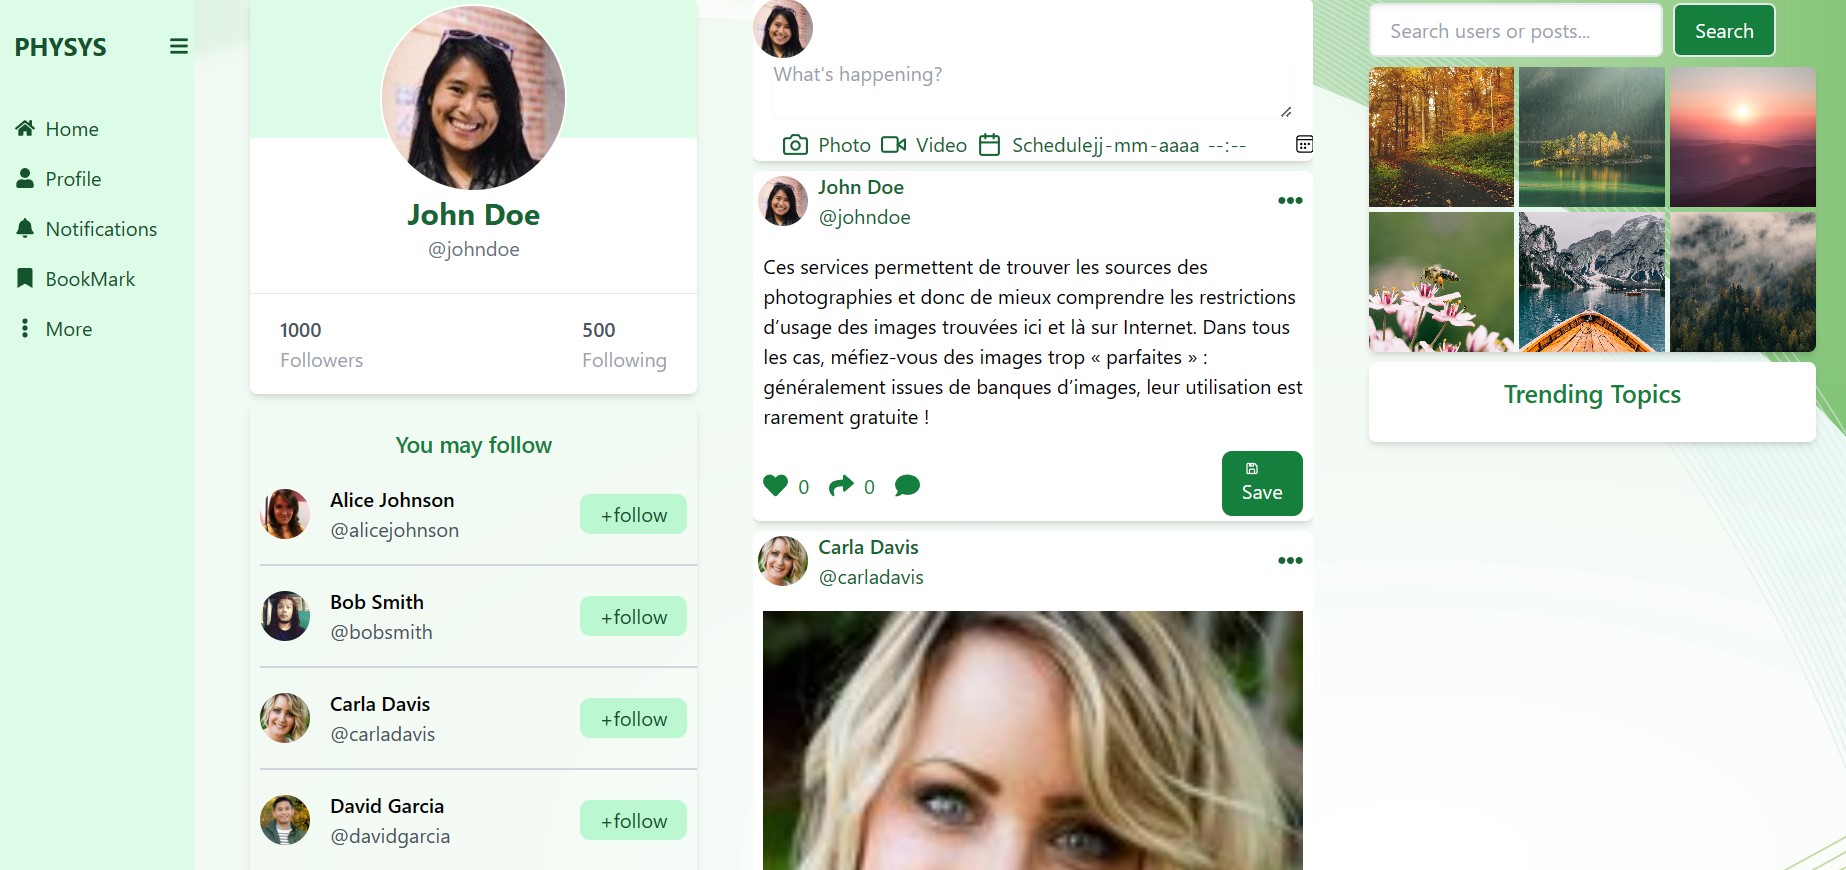 PHYSYS
Home
Profile
Notifications
BookMark
More
John Doe
@johndoe
1000
500
Followers
Following
You may follow
Alice Johnson
@alicejohnson
+follow
Bob Smith
@bobsmith
+follow
Carla Davis
@carladavis
+follow
David Garcia
@davidgarcia
+follow
What's happening?
Photo Video Schedulejj-mm-aaaa --:--
John Doe
@johndoe
Ces services permettent de trouver les sources des
photographies et donc de mieux comprendre les restrictions
d’usage des images trouvées ici et là sur Internet. Dans tous
les cas, méfiez-vous des images trop « parfaites » :
généralement issues de banques d’images, leur utilisation est
rarement gratuite !
0 0
Save
Carla Davis
@carladavis
Search users or posts...
Search
Trending Topics